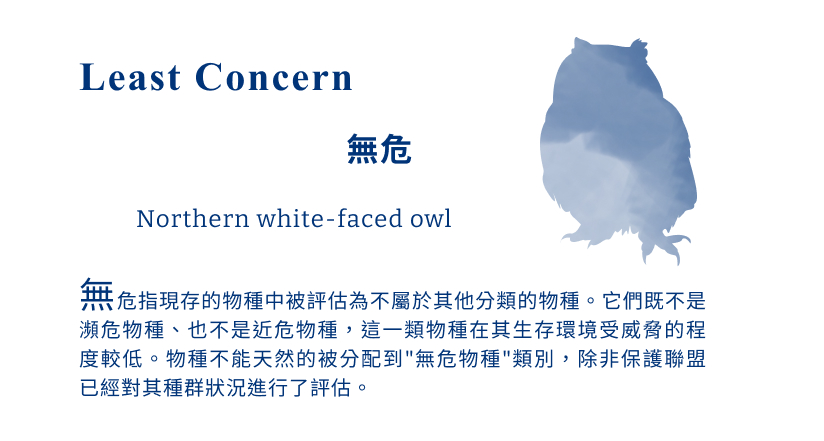 Least Concern
無危
Northern white-faced owl
無危指現存的物種中被評估為不屬於其他分類的物種。它們既不是
瀕危物種、也不是近危物種，這一類物種在其生存環境受威脅的程
度較低。物種不能天然的被分配到"無危物種"類別，除非保護聯盟
已經對其種群狀況進行了評估。